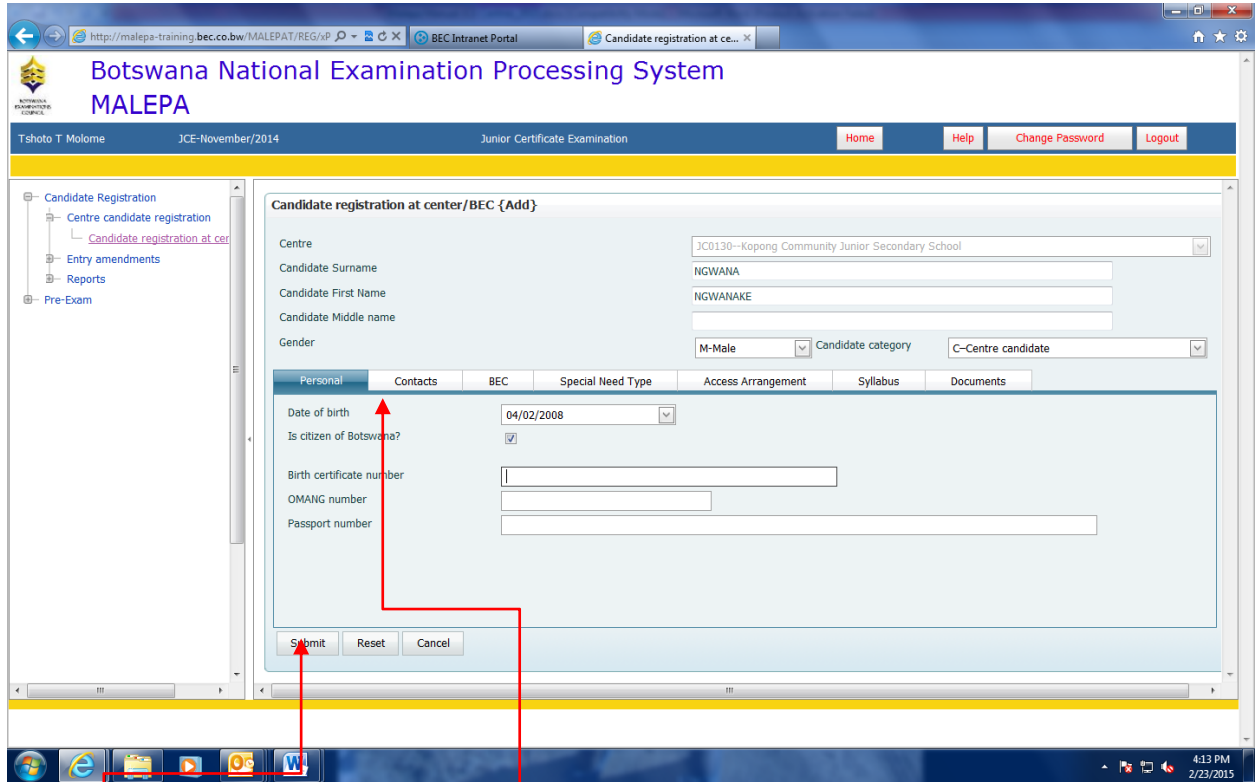 http://malepa-training.bec.co.bw/MALEPAT/REG/xP
BEC Intranet Portal
Candidate registration at ce...
BOTSWANA EXAMINATIONS COUNCIL
Botswana National Examination Processing System
MALEPA
Tshoto T Molome JCE-November/2014 Junior Certificate Examination Home Help Change Password Logout
Candidate Registration
Centre candidate registration
Candidate registration at cer
Entry amendments
Reports
Pre-Exam
Candidate registration at center/BEC {Add}
Centre JC0130--Kopong Community Junior Secondary School
Candidate Surname NGWANA
Candidate First Name NGWANAKE
Candidate Middle name
Gender M-Male Candidate category C–Centre candidate
Personal Contacts BEC Special Need Type Access Arrangement Syllabus Documents
Date of birth 04/02/2008
Is citizen of Botswana?
Birth certificate number
OMANG number
Passport number
Submit Reset Cancel
4:13 PM
2/23/2015